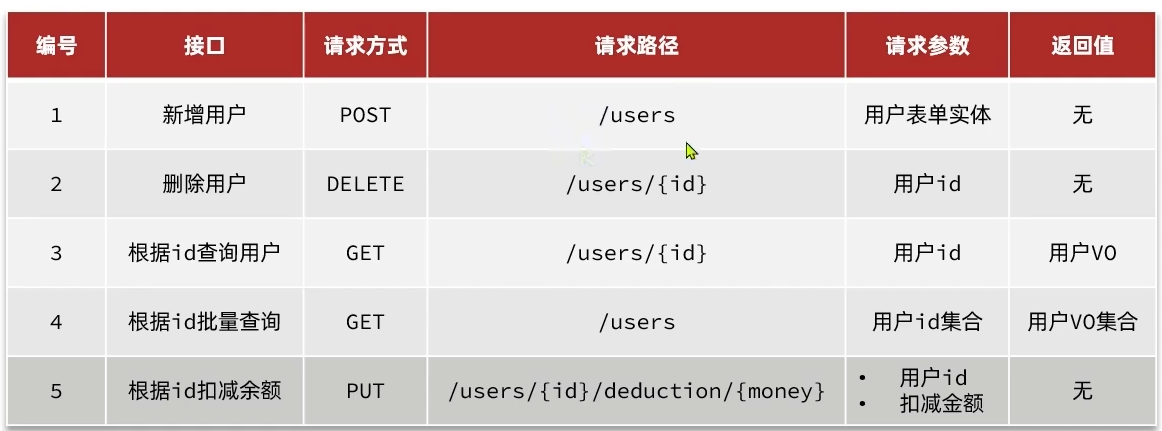 编号 接口 请求方式 请求路径 请求参数 返回值
1 新增用户 POST /users 用户表单实体 无
2 删除用户 DELETE /users/{id} 用户id 无
3 根据id查询用户 GET /users/{id} 用户id 用户VO
4 根据id批量查询 GET /users 用户id集合 用户VO集合
5 根据id扣减余额 PUT /users/{id}/deduction/{money} • 用户id 无
• 扣减金额